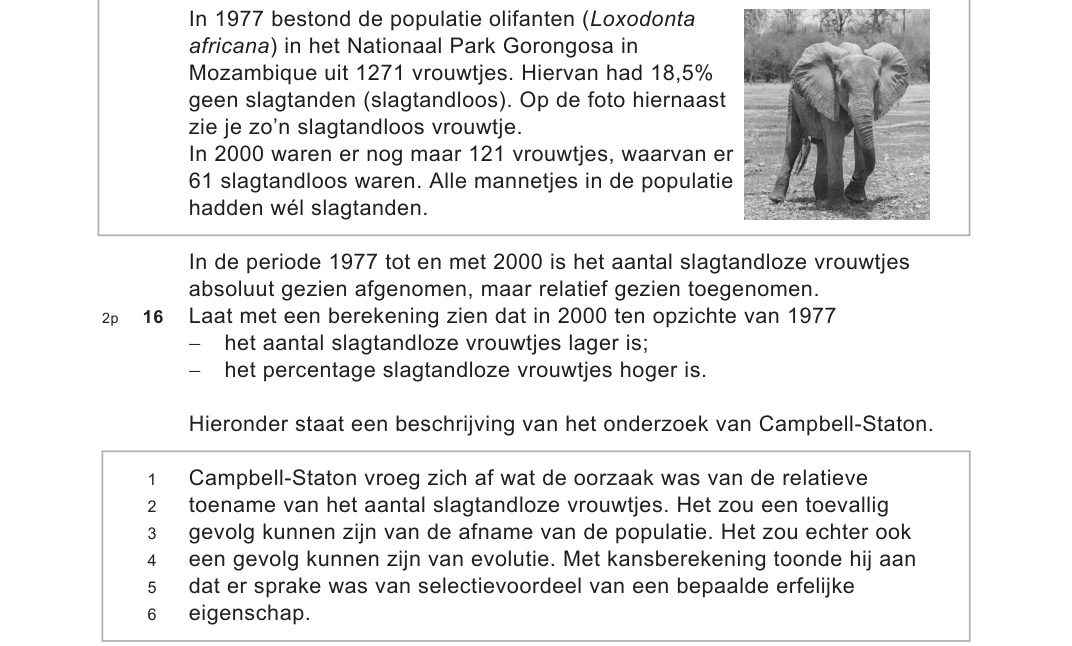 In 1977 bestond de populatie olifanten (Loxodonta
africana) in het Nationaal Park Gorongosa in
Mozambique uit 1271 vrouwtjes. Hiervan had 18,5%
geen slagtanden (slagtandloos). Op de foto hiernaast
zie je zo’n slagtandloos vrouwtje.
In 2000 waren er nog maar 121 vrouwtjes, waarvan er
61 slagtandloos waren. Alle mannetjes in de populatie
hadden wél slagtanden.
In de periode 1977 tot en met 2000 is het aantal slagtandloze vrouwtjes
absoluut gezien afgenomen, maar relatief gezien toegenomen.
2p 16 Laat met een berekening zien dat in 2000 ten opzichte van 1977
– het aantal slagtandloze vrouwtjes lager is;
– het percentage slagtandloze vrouwtjes hoger is.
Hieronder staat een beschrijving van het onderzoek van Campbell-Staton.
1 Campbell-Staton vroeg zich af wat de oorzaak was van de relatieve
2 toename van het aantal slagtandloze vrouwtjes. Het zou een toevallig
3 gevolg kunnen zijn van de afname van de populatie. Het zou echter ook
4 een gevolg kunnen zijn van evolutie. Met kansberekening toonde hij aan
5 dat er sprake was van selectievoordeel van een bepaalde erfelijke
6 eigenschap.